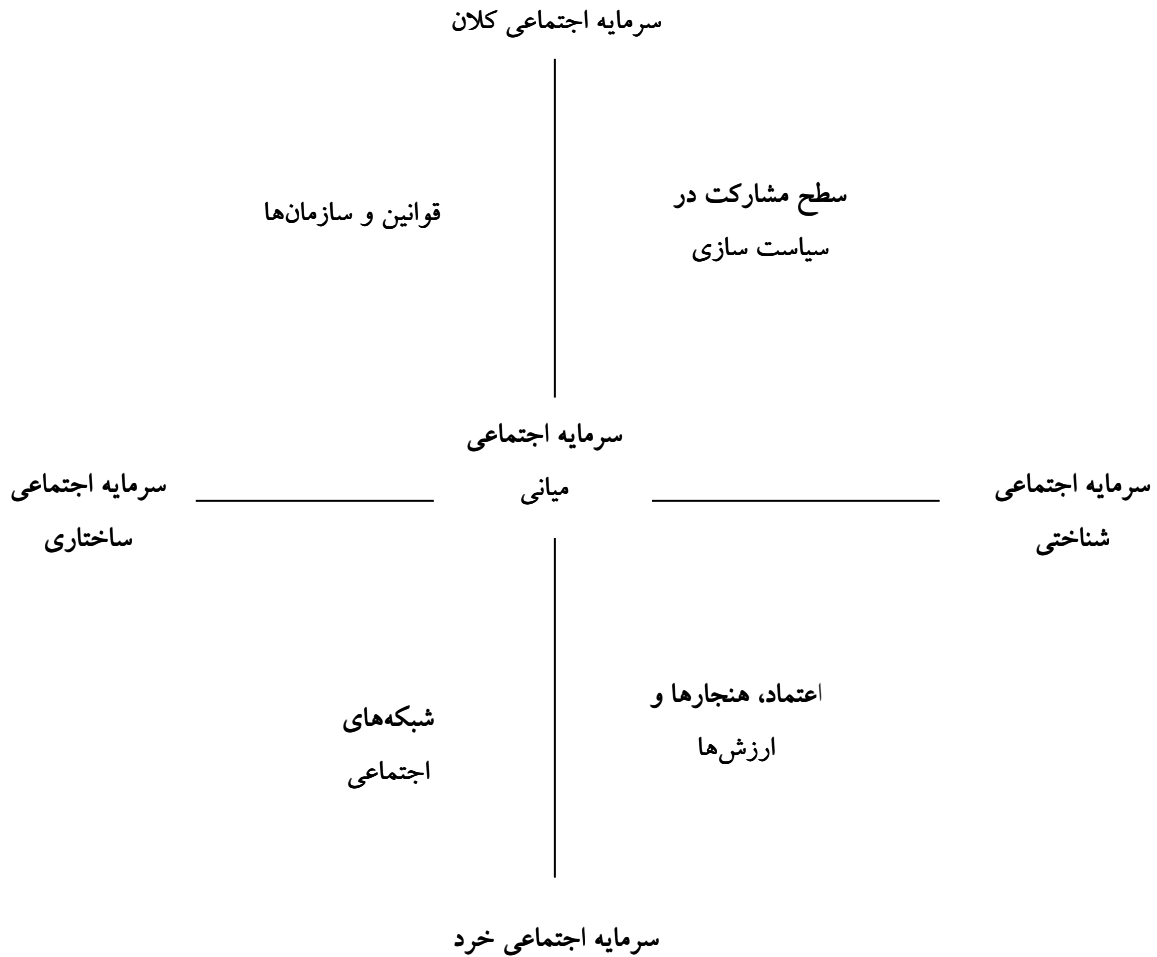 سرمایه اجتماعی کلان
سطح مشارکت در
سیاست سازی
قوانین و سازمان‌ها
سرمایه اجتماعی
شناختی
سرمایه اجتماعی
میانی
سرمایه اجتماعی
ساختاری
اعتماد، هنجارها و
ارزش‌ها
شبکه‌های
اجتماعی
سرمایه اجتماعی خرد